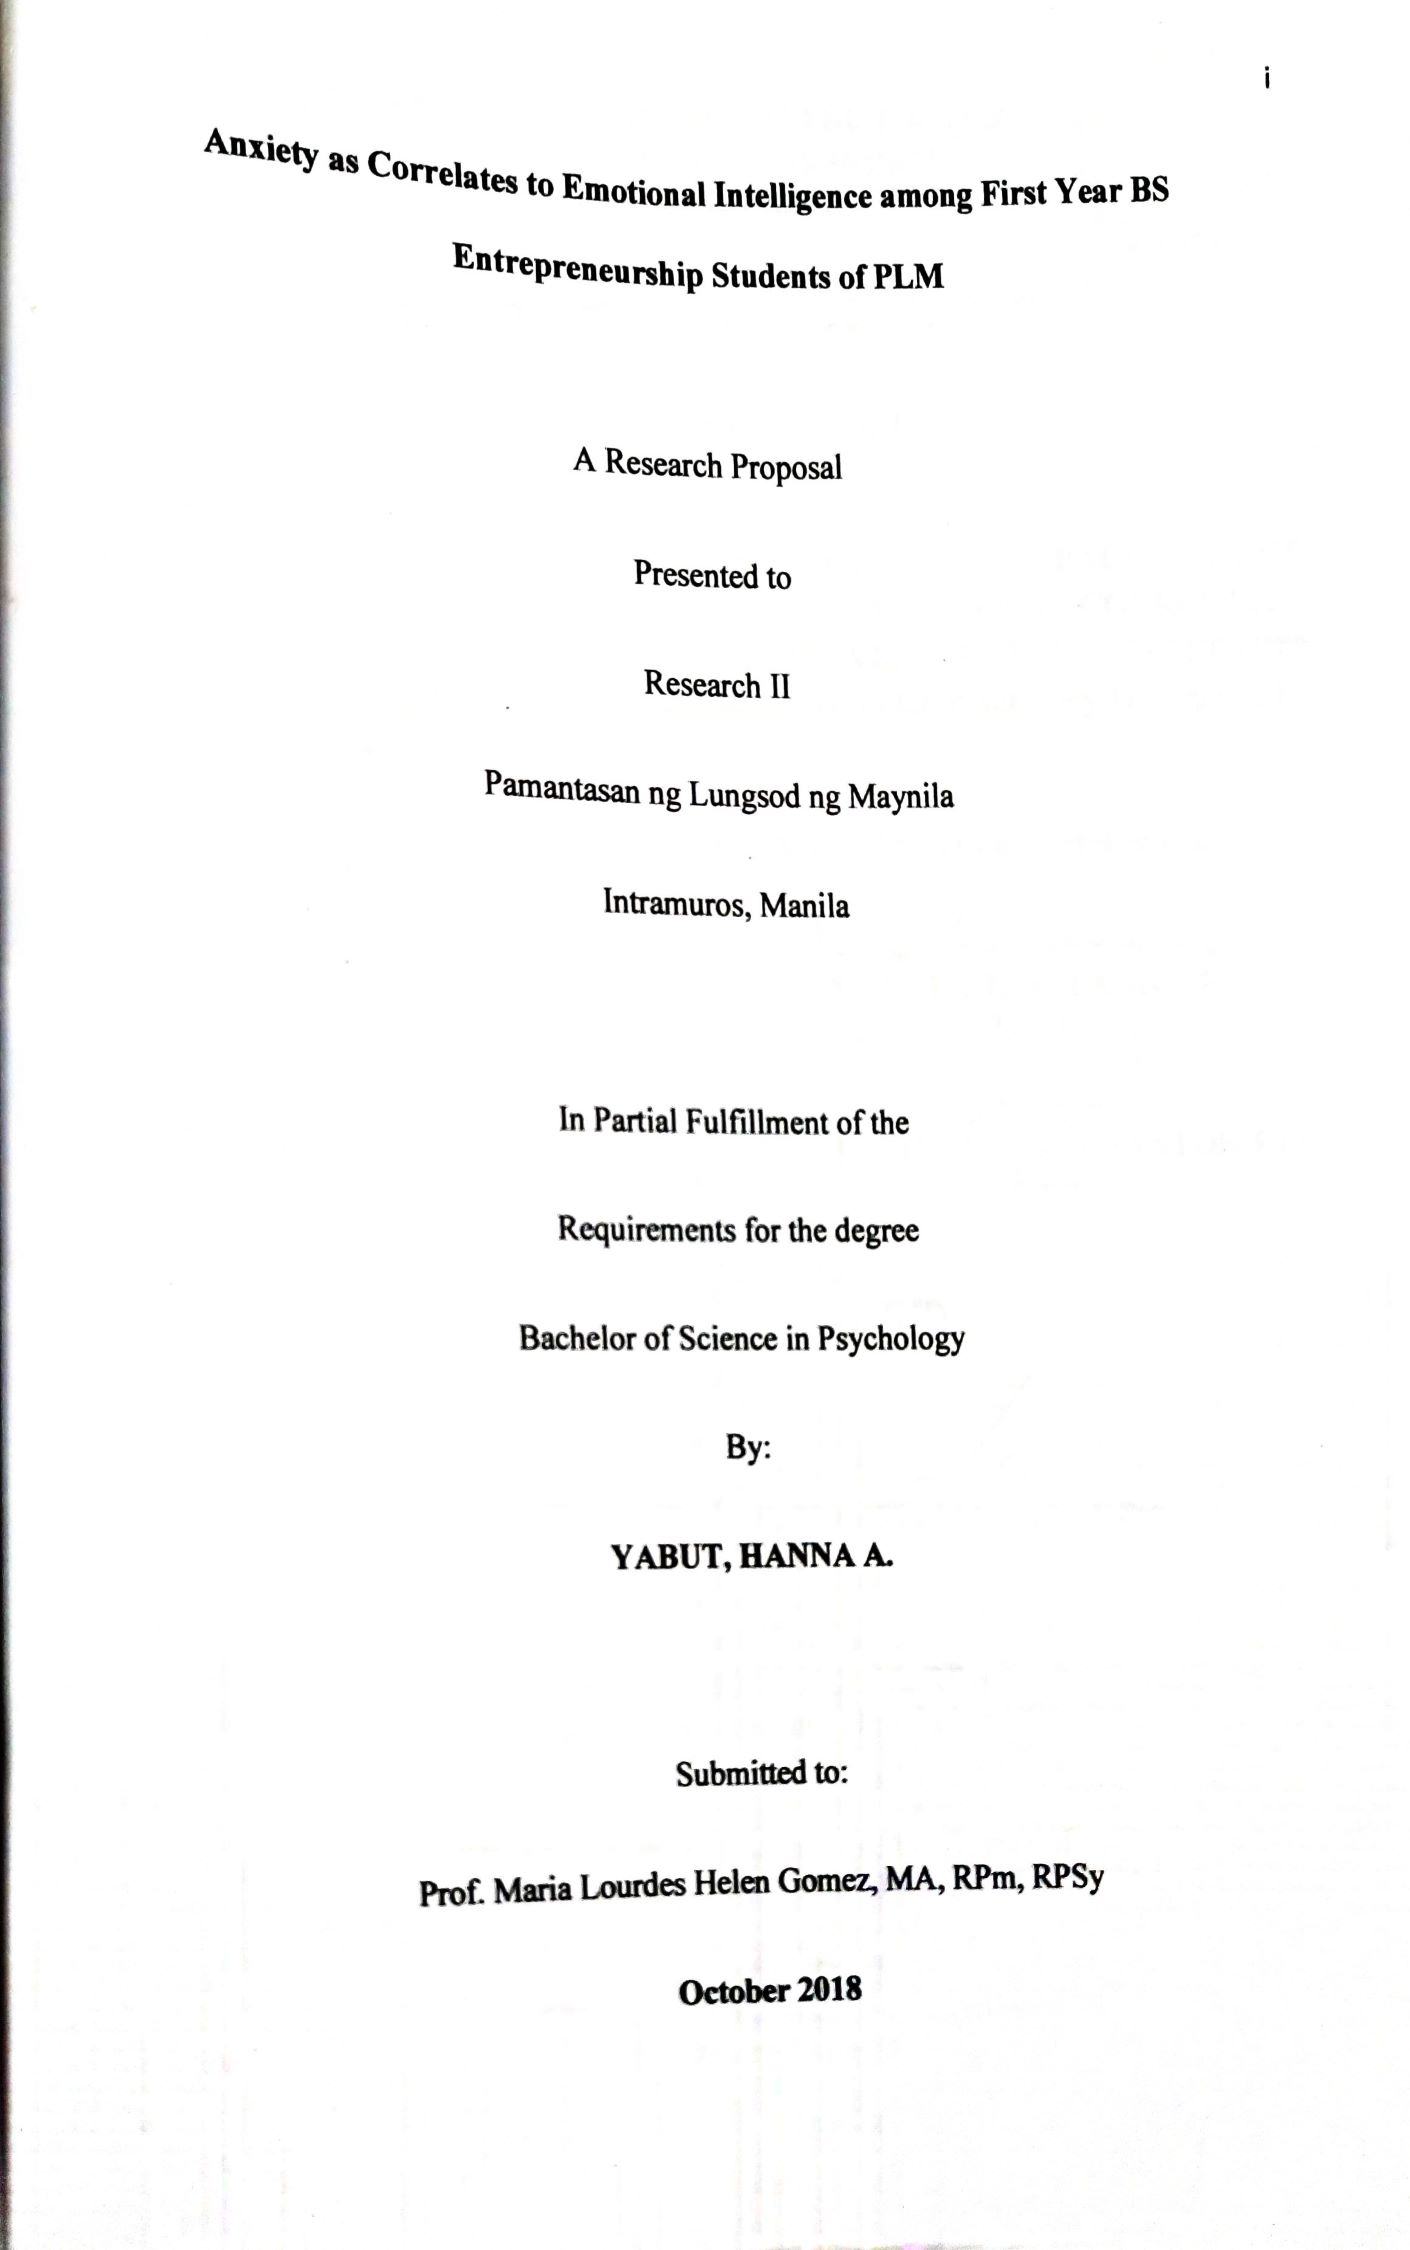 i
Anxiety as Correlates to Emotional Intelligence among First Year BS
Entrepreneurship Students of PLM
A Research Proposal
Presented to
Research II
Pamantasan ng Lungsod ng Maynila
Intramuros, Manila
In Partial Fulfillment of the
Requirements for the degree
Bachelor of Science in Psychology
By:
YABUT, HANNA A.
Submitted to:
Prof. Maria Lourdes Helen Gomez, MA, RPm, RPSy
October 2018